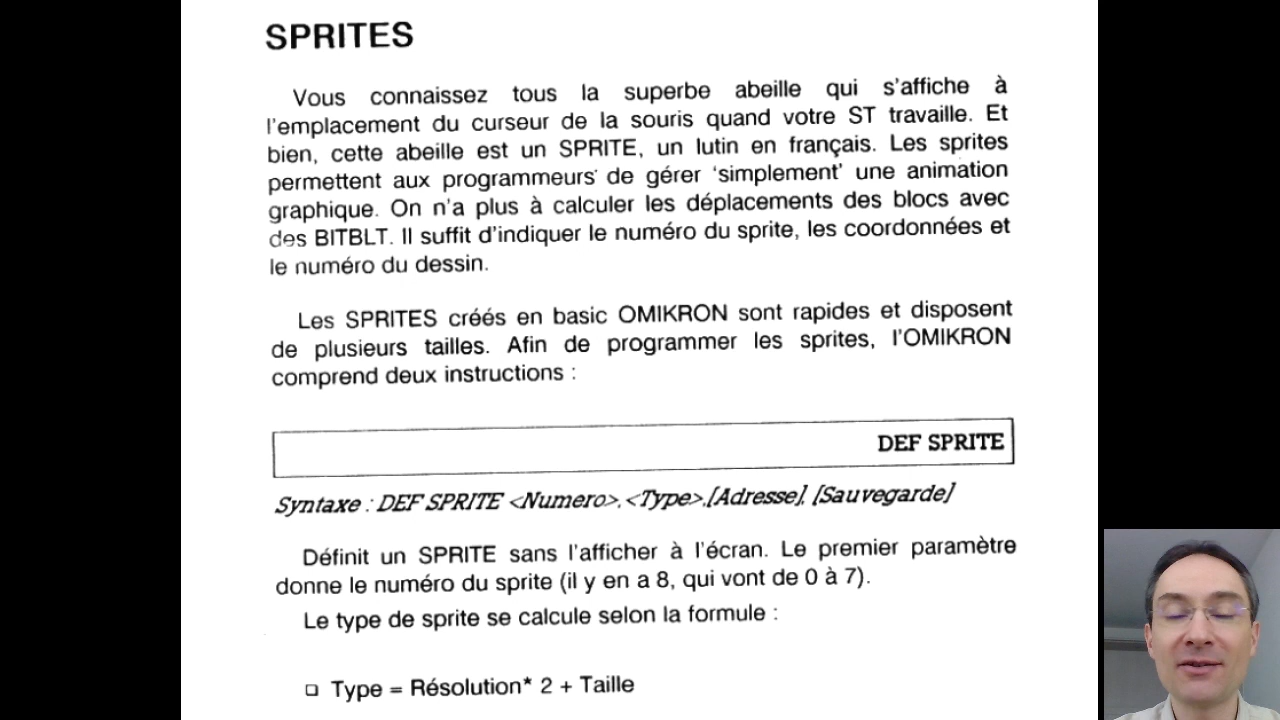 SPRITES
Vous connaissez tous la superbe abeille qui s'affiche à
l'emplacement du curseur de la souris quand votre ST travaille. Et
bien, cette abeille est un SPRITE, un lutin en français. Les sprites
permettent aux programmeurs de gérer 'simplement' une animation
graphique. On n'a plus à calculer les déplacements des blocs avec
des BITBLT. Il suffit d'indiquer le numéro du sprite, les coordonnées et
le numéro du dessin.
Les SPRITES créés en basic OMIKRON sont rapides et disposent
de plusieurs tailles. Afin de programmer les sprites, l'OMIKRON
comprend deux instructions :
DEF SPRITE
Syntaxe : DEF SPRITE <Numero>,<Type>,[Adresse], [Sauvegarde]
Définit un SPRITE sans l'afficher à l'écran. Le premier paramètre
donne le numéro du sprite (il y en a 8, qui vont de 0 à 7).
Le type de sprite se calcule selon la formule :
❏ Type = Résolution* 2 + Taille